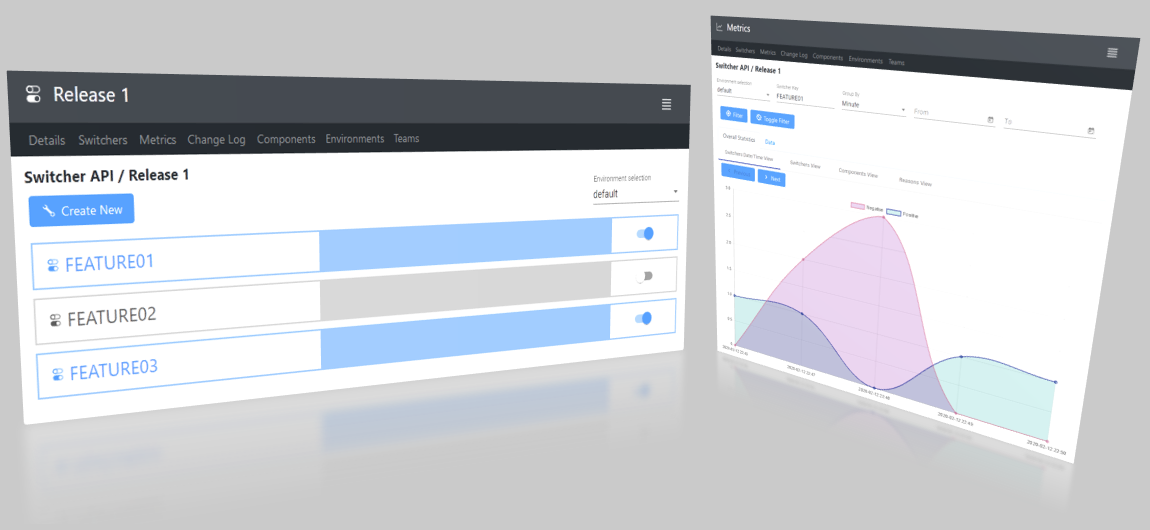 Release 1
Details Switchers Metrics Change Log Components Environments Teams
Switcher API / Release 1
Environment selection
default
Create New
FEATURE01
FEATURE02
FEATURE03
Metrics
Details Switchers Metrics Change Log Components Environments Teams
Switcher API / Release 1
Environment selection
default
Switcher Key
FEATURE01
Group By
Minute
From
To
Filter
Toggle Filter
Overall Statistics Data
Switchers Date/Time View Switchers View Components View Reasons View
Previous
Next
Negative Positive